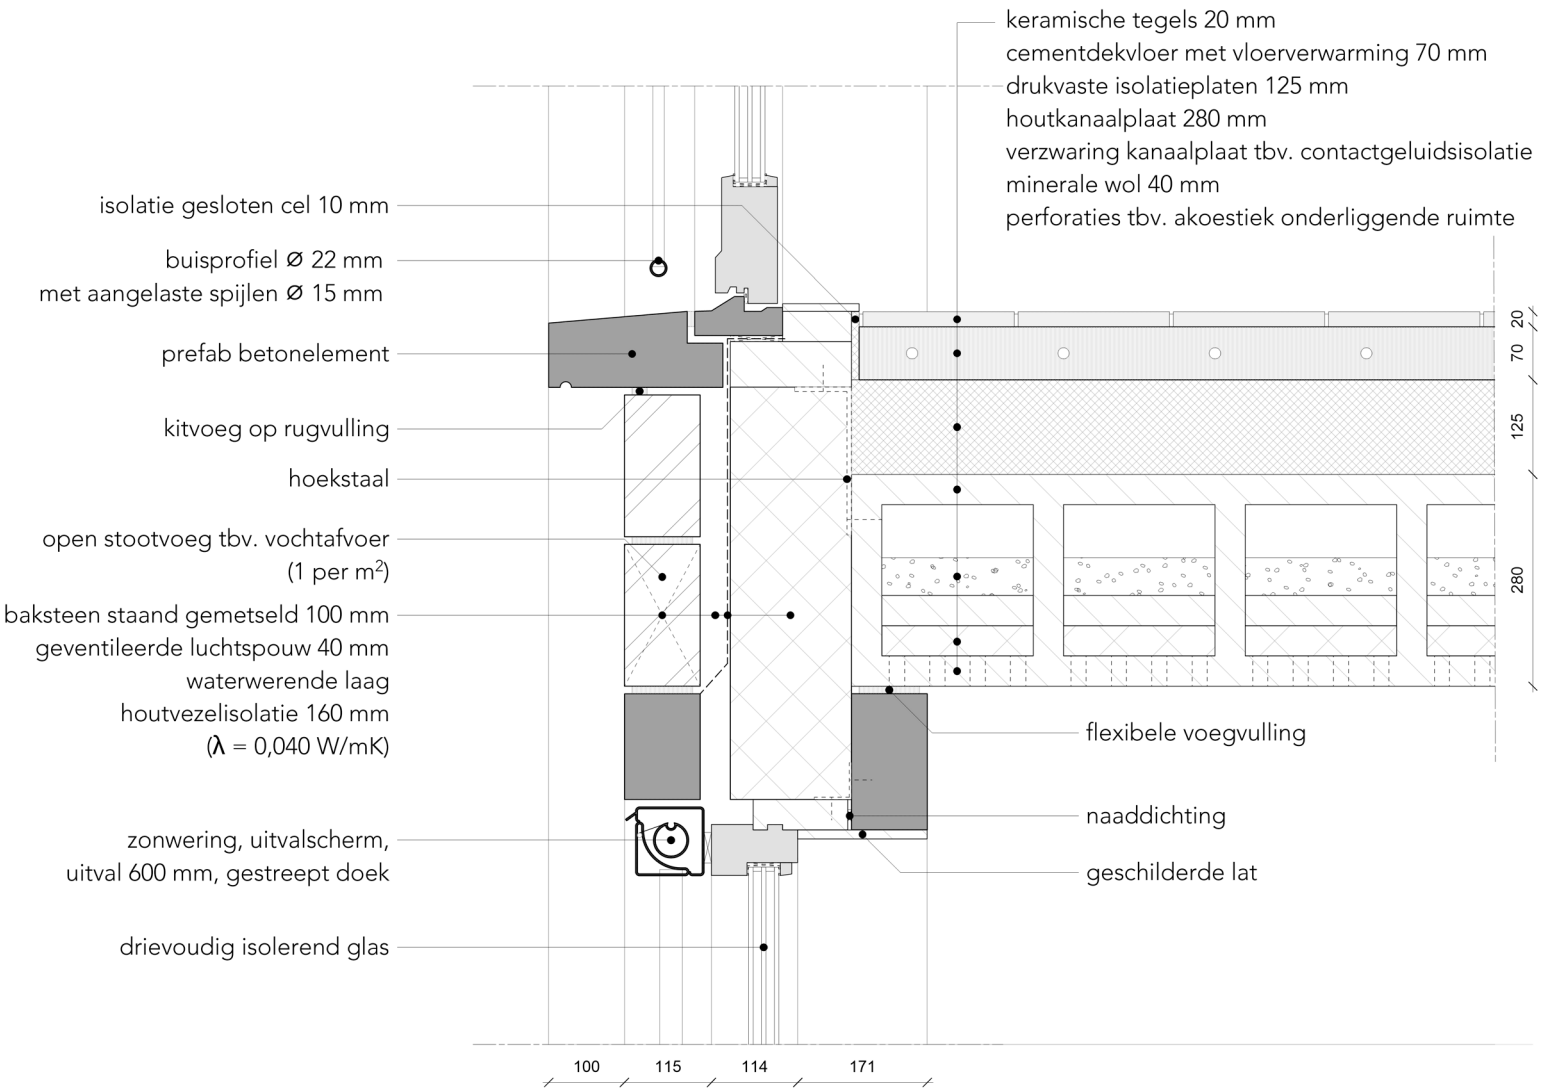 keramische tegels 20 mm
cementdekvloer met vloerverwarming 70 mm
drukvaste isolatieplaten 125 mm
houtkanaalplaat 280 mm
verzwaring kanaalplaat tbv. contactgeluidsisolatie
minerale wol 40 mm
perforaties tbv. akoestiek onderliggende ruimte
isolatie gesloten cel 10 mm
buisprofiel Ø 22 mm
met aangelaste spijlen Ø 15 mm
prefab betonelement
kitvoeg op rugvulling
hoekstaal
open stootvoeg tbv. vochtafvoer
(1 per m²)
baksteen staand gemetseld 100 mm
geventileerde luchtspouw 40 mm
waterwerende laag
houtvezelisolatie 160 mm
(λ = 0,040 W/mK)
zonwering, uitvalscherm,
uitval 600 mm, gestreept doek
drievoudig isolerend glas
flexibele voegvulling
naaddichting
geschilderde lat
20
70
125
280
100 115 114 171